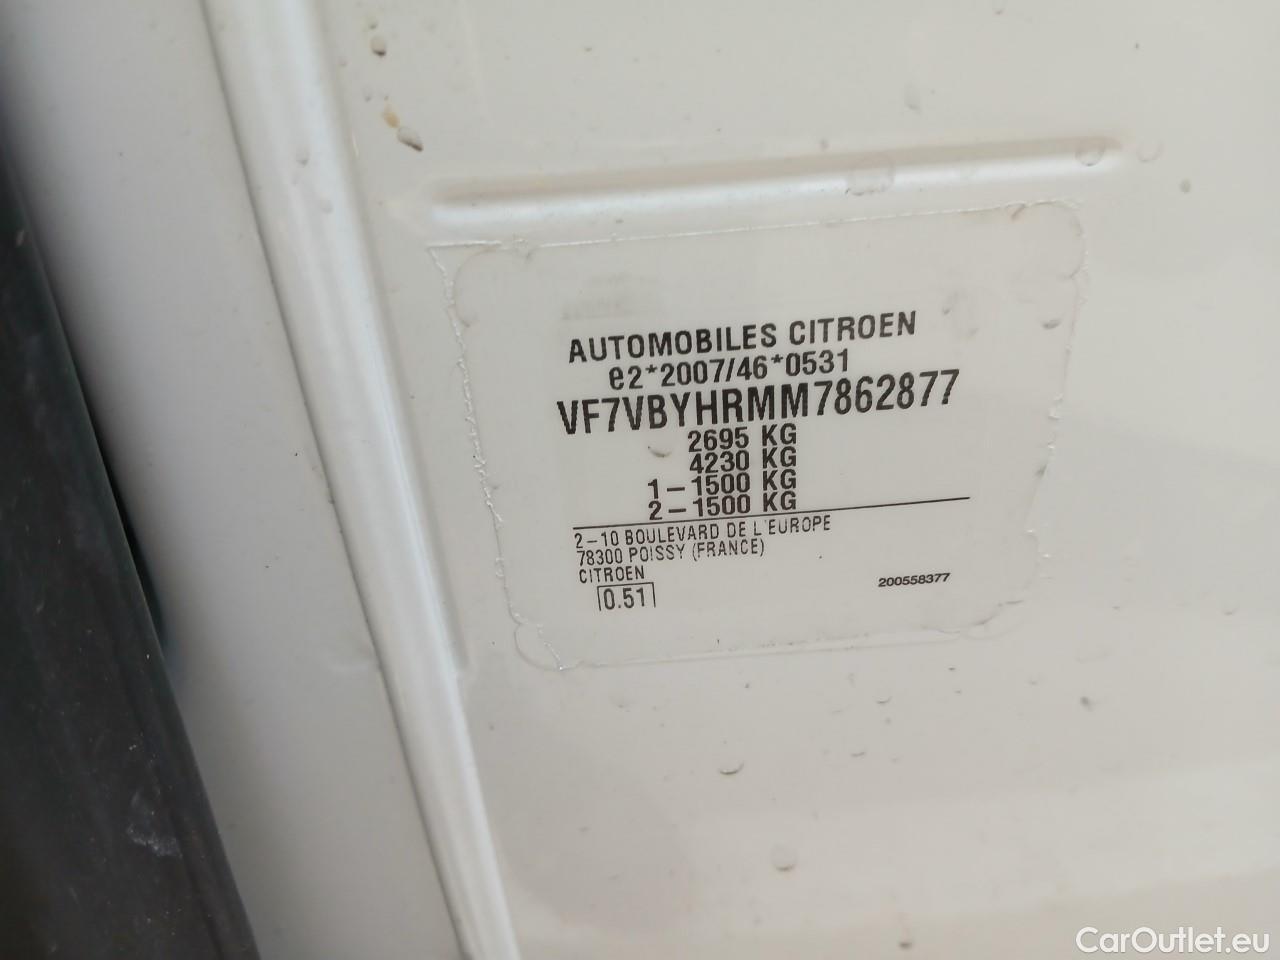 AUTOMOBILES CITROEN
e2*2007/46*0531
VF7VBYHRMM7862877
2695 KG
4230 KG
1-1500 KG
2-1500 KG
2-10 BOULEVARD DE L'EUROPE
78300 POISSY (FRANCE)
CITROEN
0.51
200558377
CarOutlet.eu